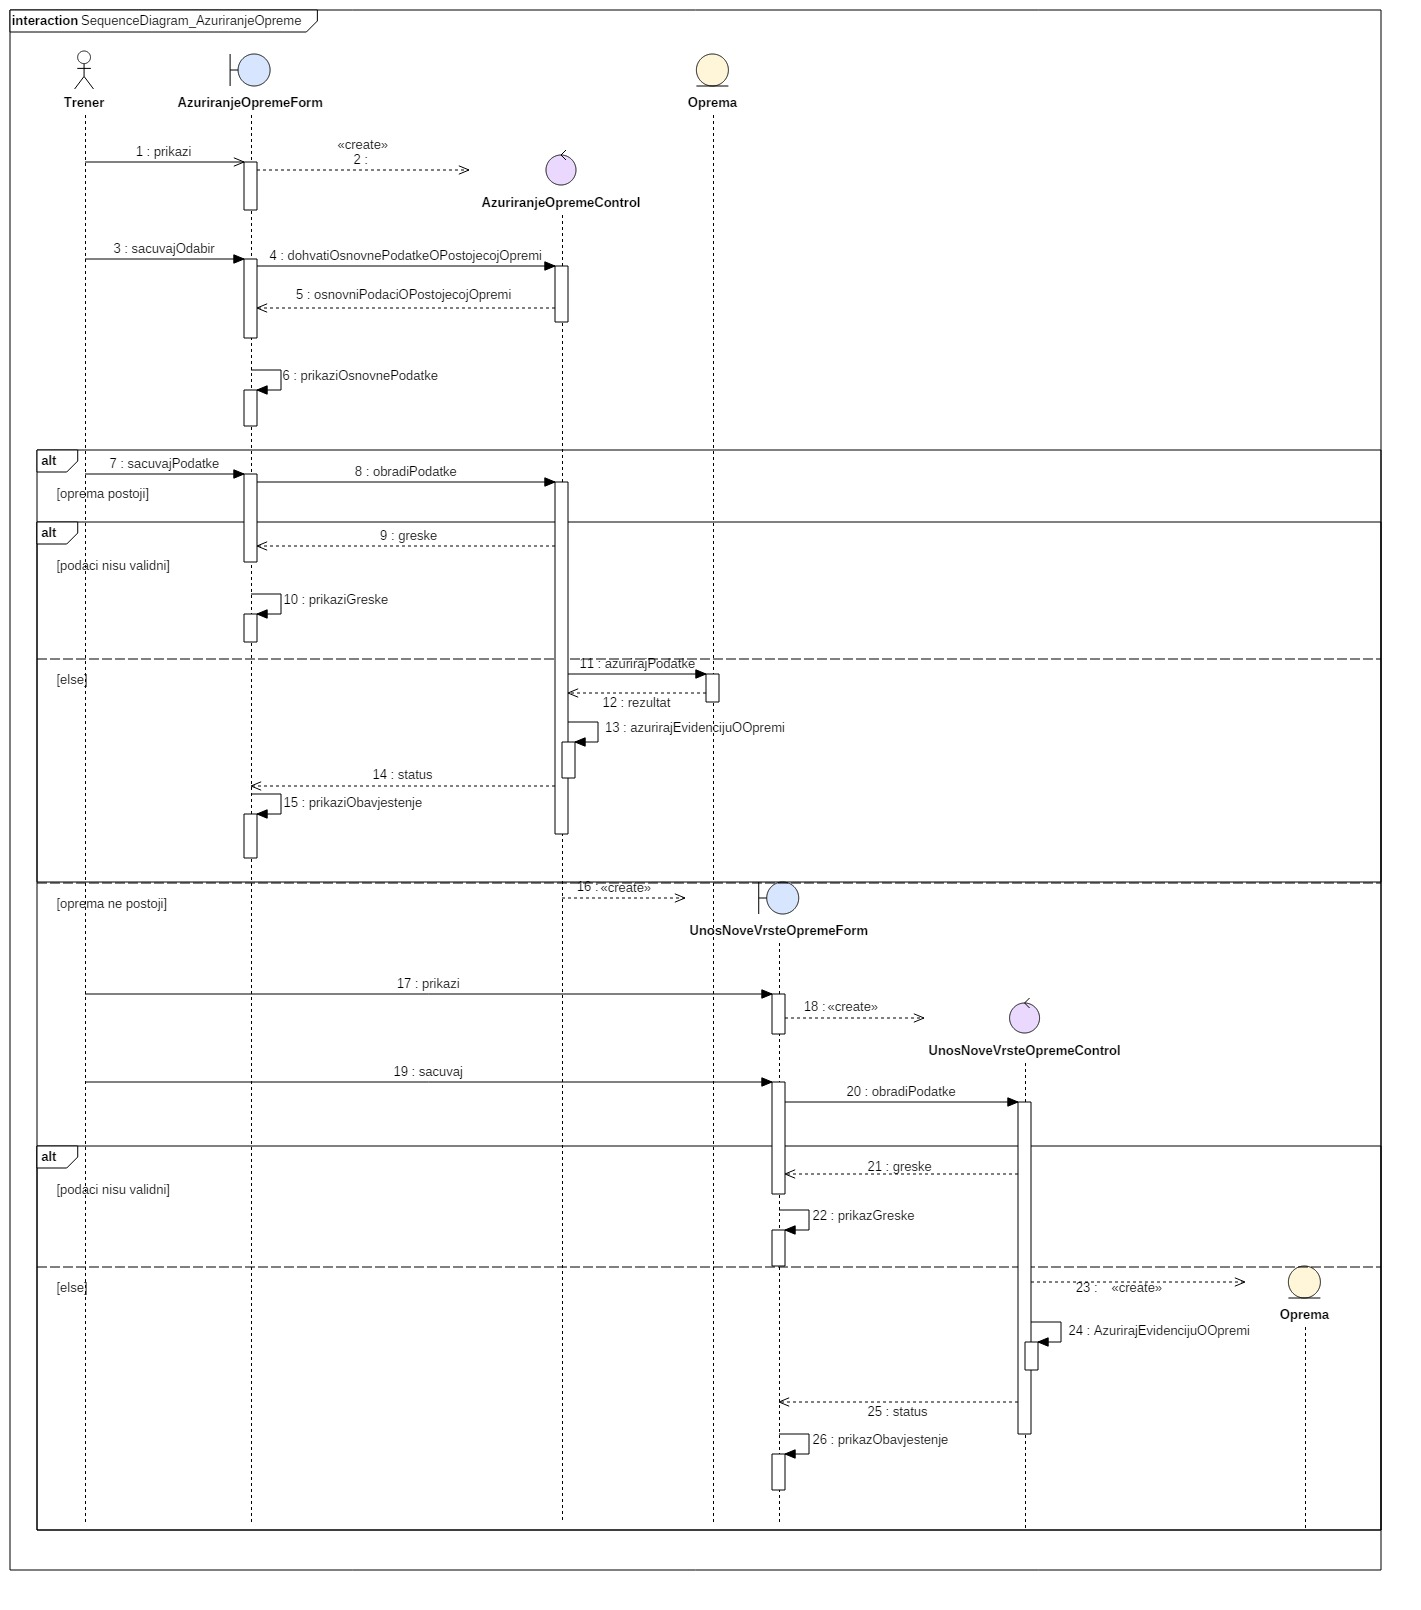 interaction SequenceDiagram_AzuriranjeOpreme
Trener
AzuriranjeOpremeForm
Oprema
1 : prikazi
«create»
2 :
AzuriranjeOpremeControl
3 : sacuvajOdabir
4 : dohvatiOsnovnePodatkeOPostojecojOpremi
5 : osnovniPodaciOPostojecojOpremi
6 : prikaziOsnovnePodatke
alt
7 : sacuvajPodatke
8 : obradiPodatke
[oprema postoji]
alt
9 : greske
[podaci nisu validni]
10 : prikaziGreske
11 : azurirajPodatke
[else]
12 : rezultat
13 : azurirajEvidencijuOOpremi
14 : status
15 : prikaziObavjestenje
16 : «create»
[oprema ne postoji]
UnosNoveVrsteOpremeForm
17 : prikazi
18 : «create»
UnosNoveVrsteOpremeControl
19 : sacuvaj
20 : obradiPodatke
alt
21 : greske
[podaci nisu validni]
22 : prikazGreske
[else]
23 : «create»
Oprema
24 : AzurirajEvidencijuOOpremi
25 : status
26 : prikazObavjestenje